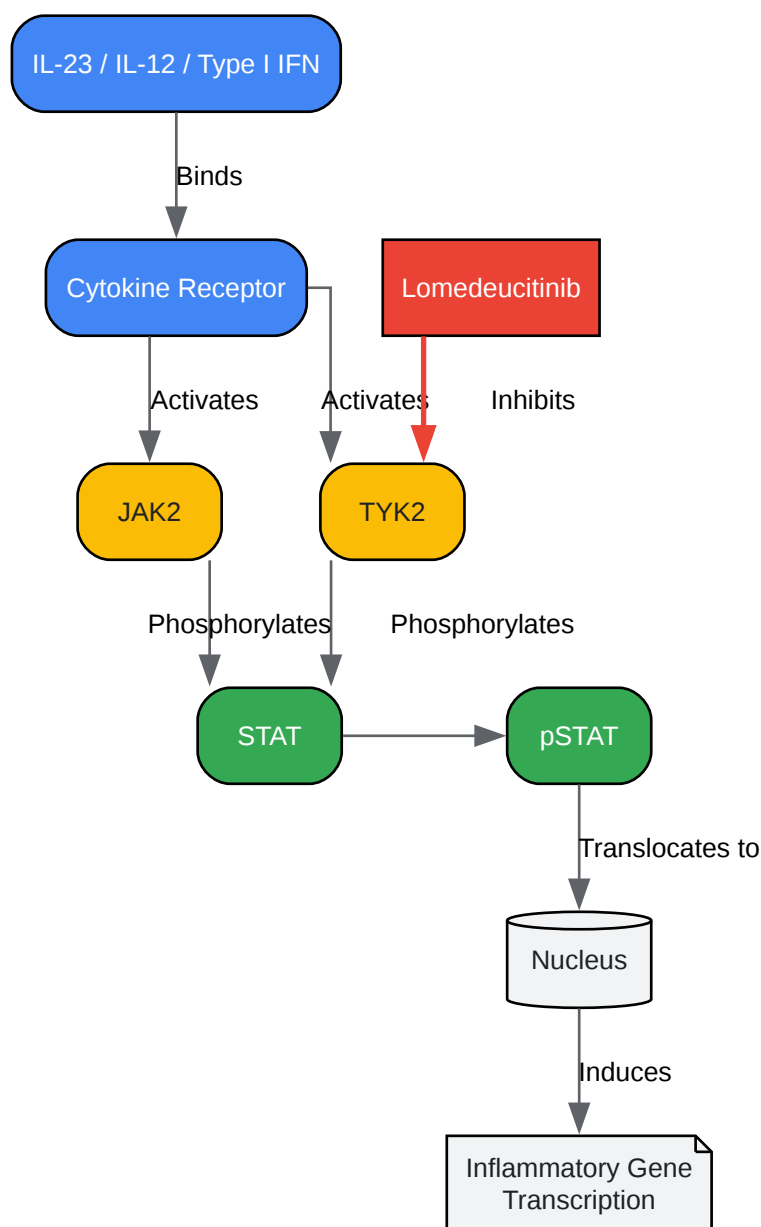 IL-23 / IL-12 / Type I IFN
Binds
Cytokine Receptor
Lomedeucitinib
Activates
Activates
Inhibits
JAK2
TYK2
Phosphorylates
Phosphorylates
STAT
pSTAT
Translocates to
Nucleus
Induces
Inflammatory Gene
Transcription